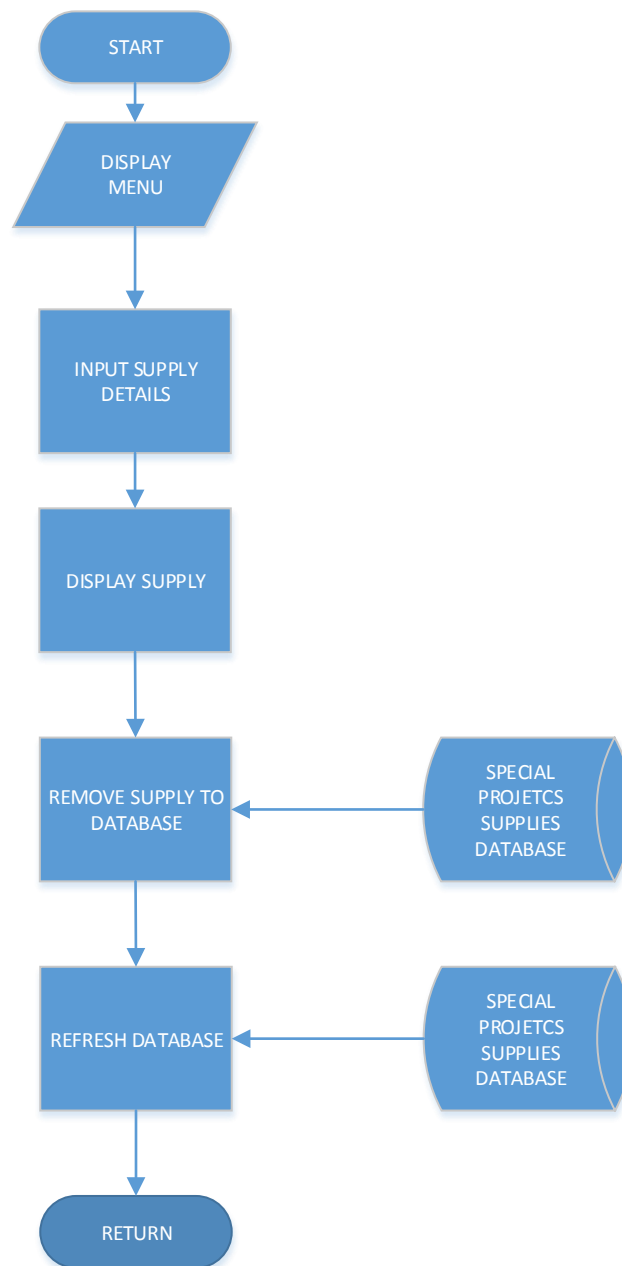 START
DISPLAY
MENU
INPUT SUPPLY
DETAILS
DISPLAY SUPPLY
REMOVE SUPPLY TO
DATABASE
SPECIAL
PROJETCS
SUPPLIES
DATABASE
REFRESH DATABASE
SPECIAL
PROJETCS
SUPPLIES
DATABASE
RETURN